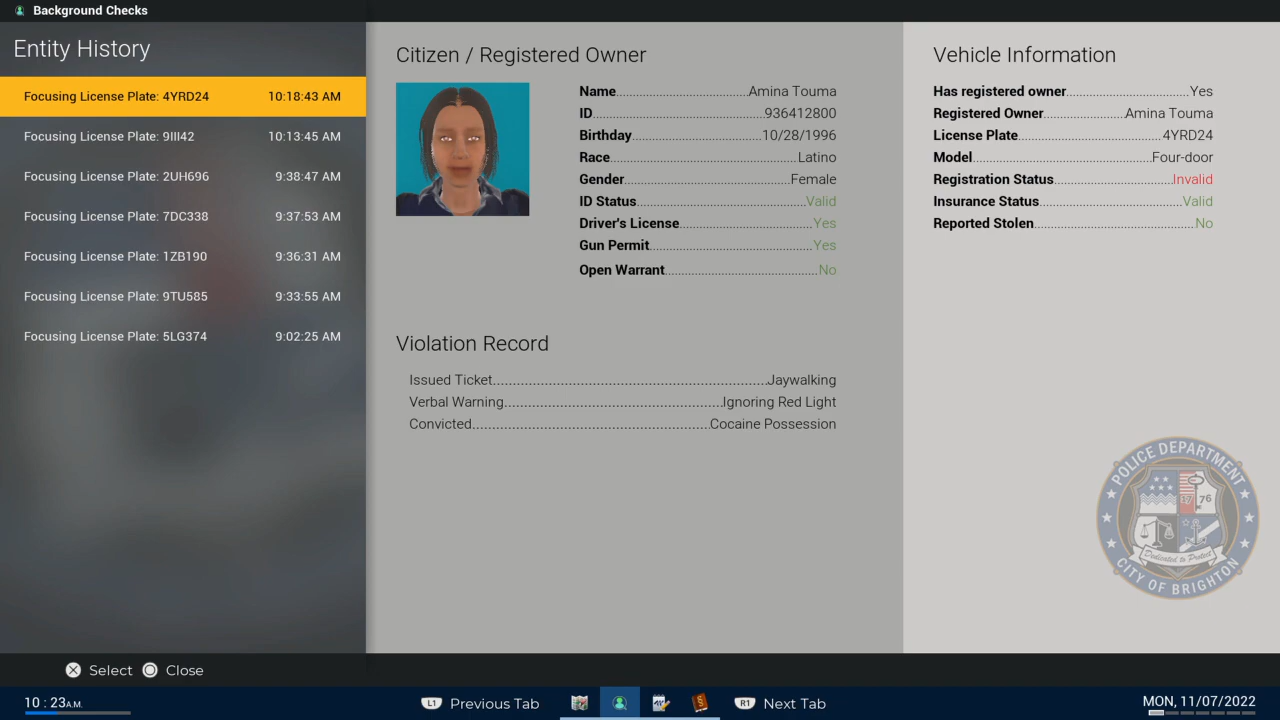 Background Checks
Entity History
Focusing License Plate: 4YRD24 10:18:43 AM
Focusing License Plate: 9III42 10:13:45 AM
Focusing License Plate: 2UH696 9:38:47 AM
Focusing License Plate: 7DC338 9:37:53 AM
Focusing License Plate: 1ZB190 9:36:31 AM
Focusing License Plate: 9TU585 9:33:55 AM
Focusing License Plate: 5LG374 9:02:25 AM
Citizen / Registered Owner
Name Amina Touma
ID 936412800
Birthday 10/28/1996
Race Latino
Gender Female
ID Status Valid
Driver's License Yes
Gun Permit Yes
Open Warrant No
Violation Record
Issued Ticket Jaywalking
Verbal Warning Ignoring Red Light
Convicted Cocaine Possession
Vehicle Information
Has registered owner Yes
Registered Owner Amina Touma
License Plate 4YRD24
Model Four-door
Registration Status Invalid
Insurance Status Valid
Reported Stolen No
POLICE DEPARTMENT
17 76
Dedicated to Protect
CITY OF BRIGHTON
Select Close
10 : 23 A.M.
L1 Previous Tab
R1 Next Tab
MON, 11/07/2022